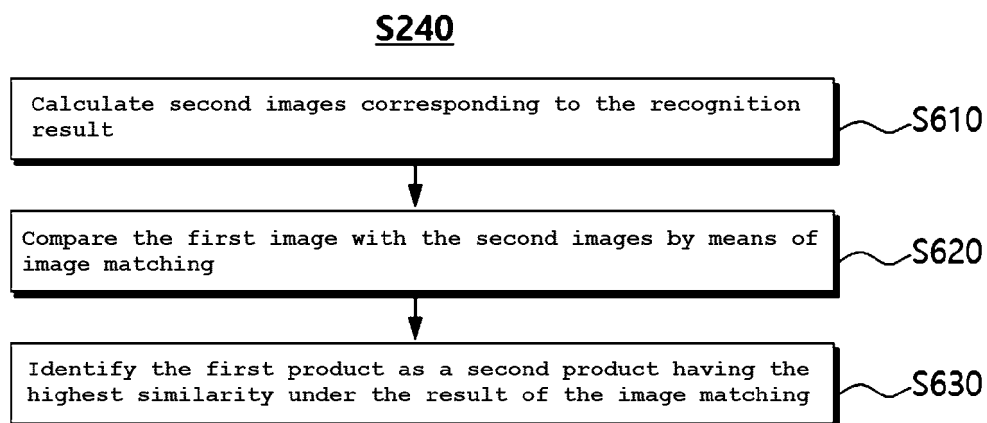 S240
Calculate second images corresponding to the recognition
result
S610
Compare the first image with the second images by means of
image matching
S620
Identify the first product as a second product having the
highest similarity under the result of the image matching
S630